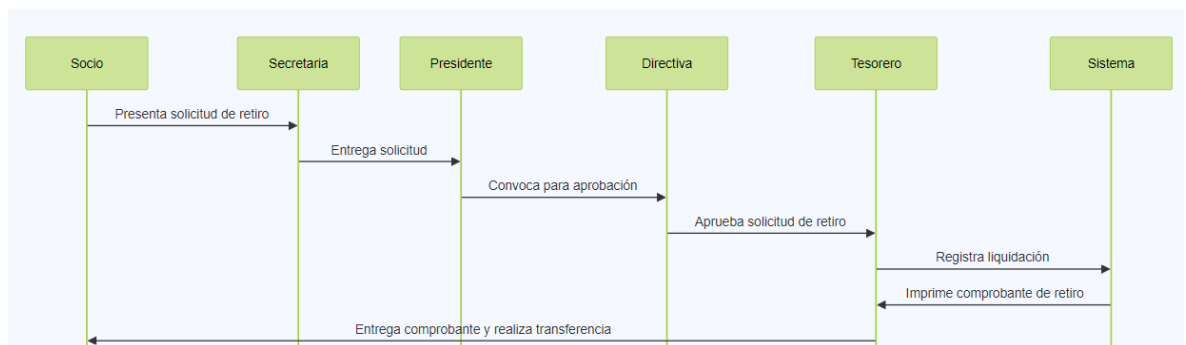 Socio
Secretaria
Presidente
Directiva
Tesorero
Sistema
Presenta solicitud de retiro
Entrega solicitud
Convoca para aprobación
Aprueba solicitud de retiro
Registra liquidación
Imprime comprobante de retiro
Entrega comprobante y realiza transferencia